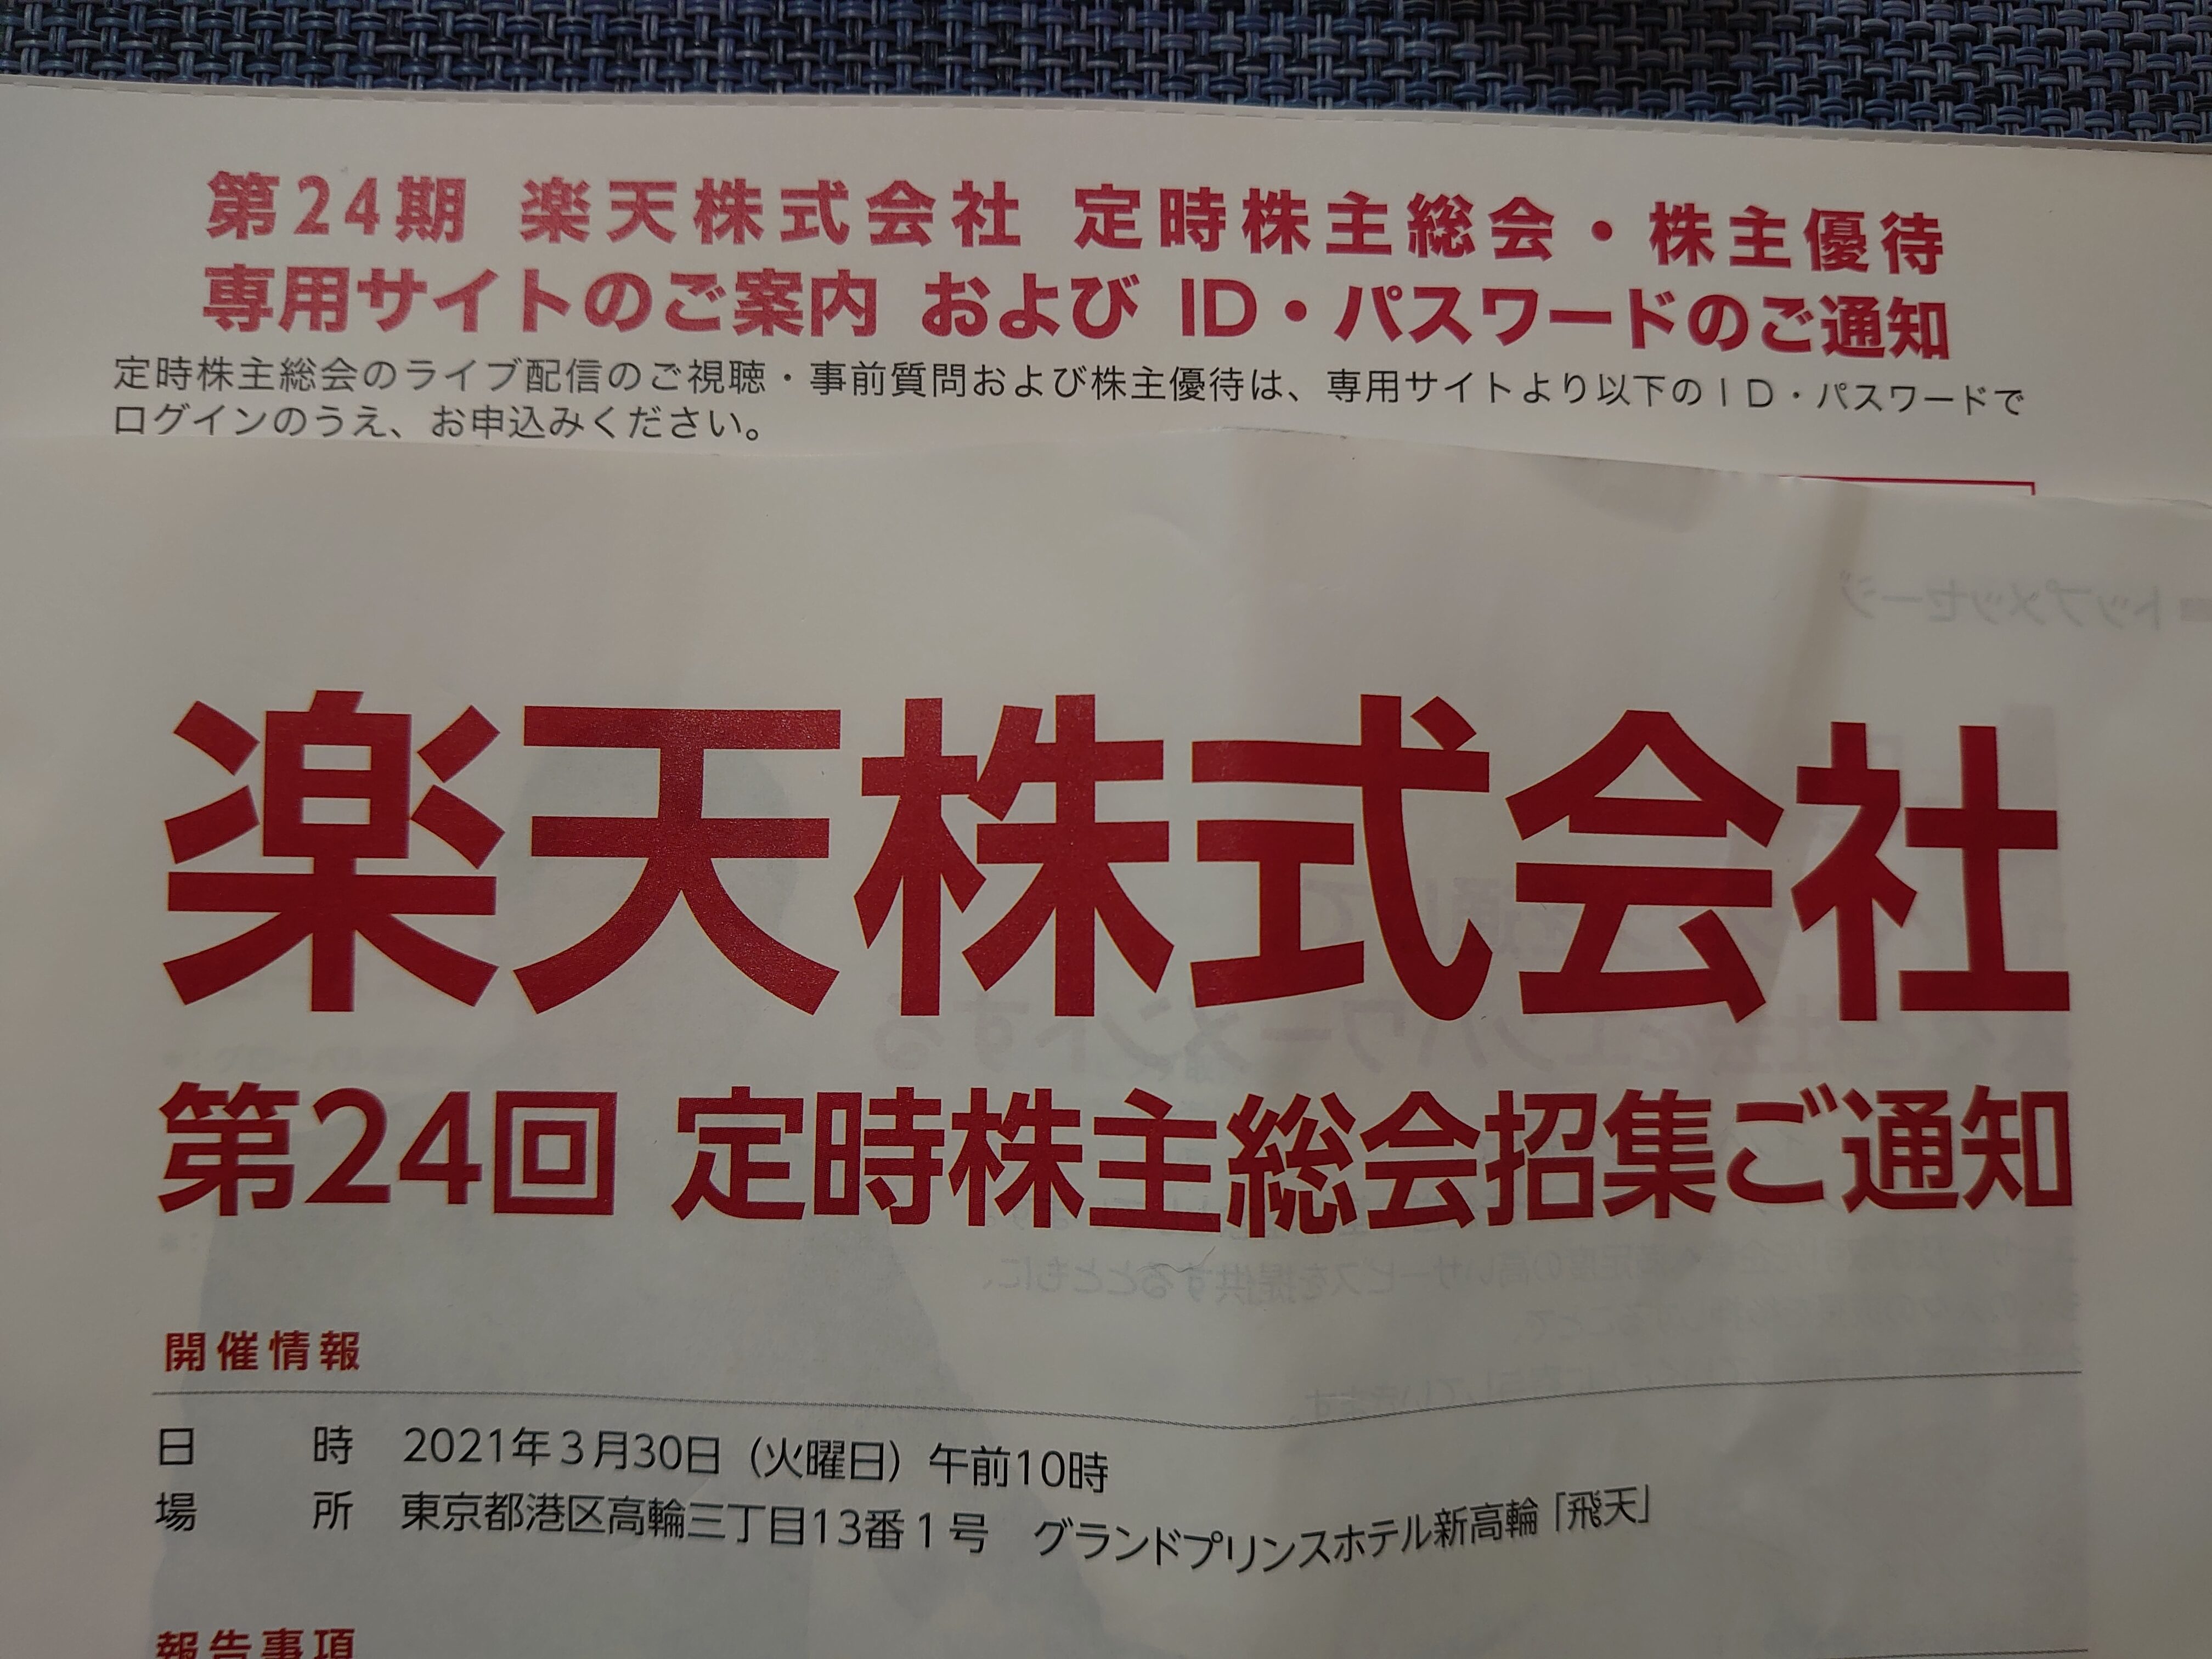 第24期 楽天株式会社 定時株主総会・株主優待
専用サイトのご案内 および ID・パスワードのご通知
定時株主総会のライブ配信のご視聴・事前質問および株主優待は、専用サイトより以下のID・パスワードで
ログインのうえ、お申込みください。
トップメッセージ
楽天株式会社
第24回 定時株主総会招集ご通知
開催情報
日 時 2021年3月30日（火曜日）午前10時
場 所 東京都港区高輪三丁目13番1号 グランドプリンスホテル新高輪「飛天」
報告事項